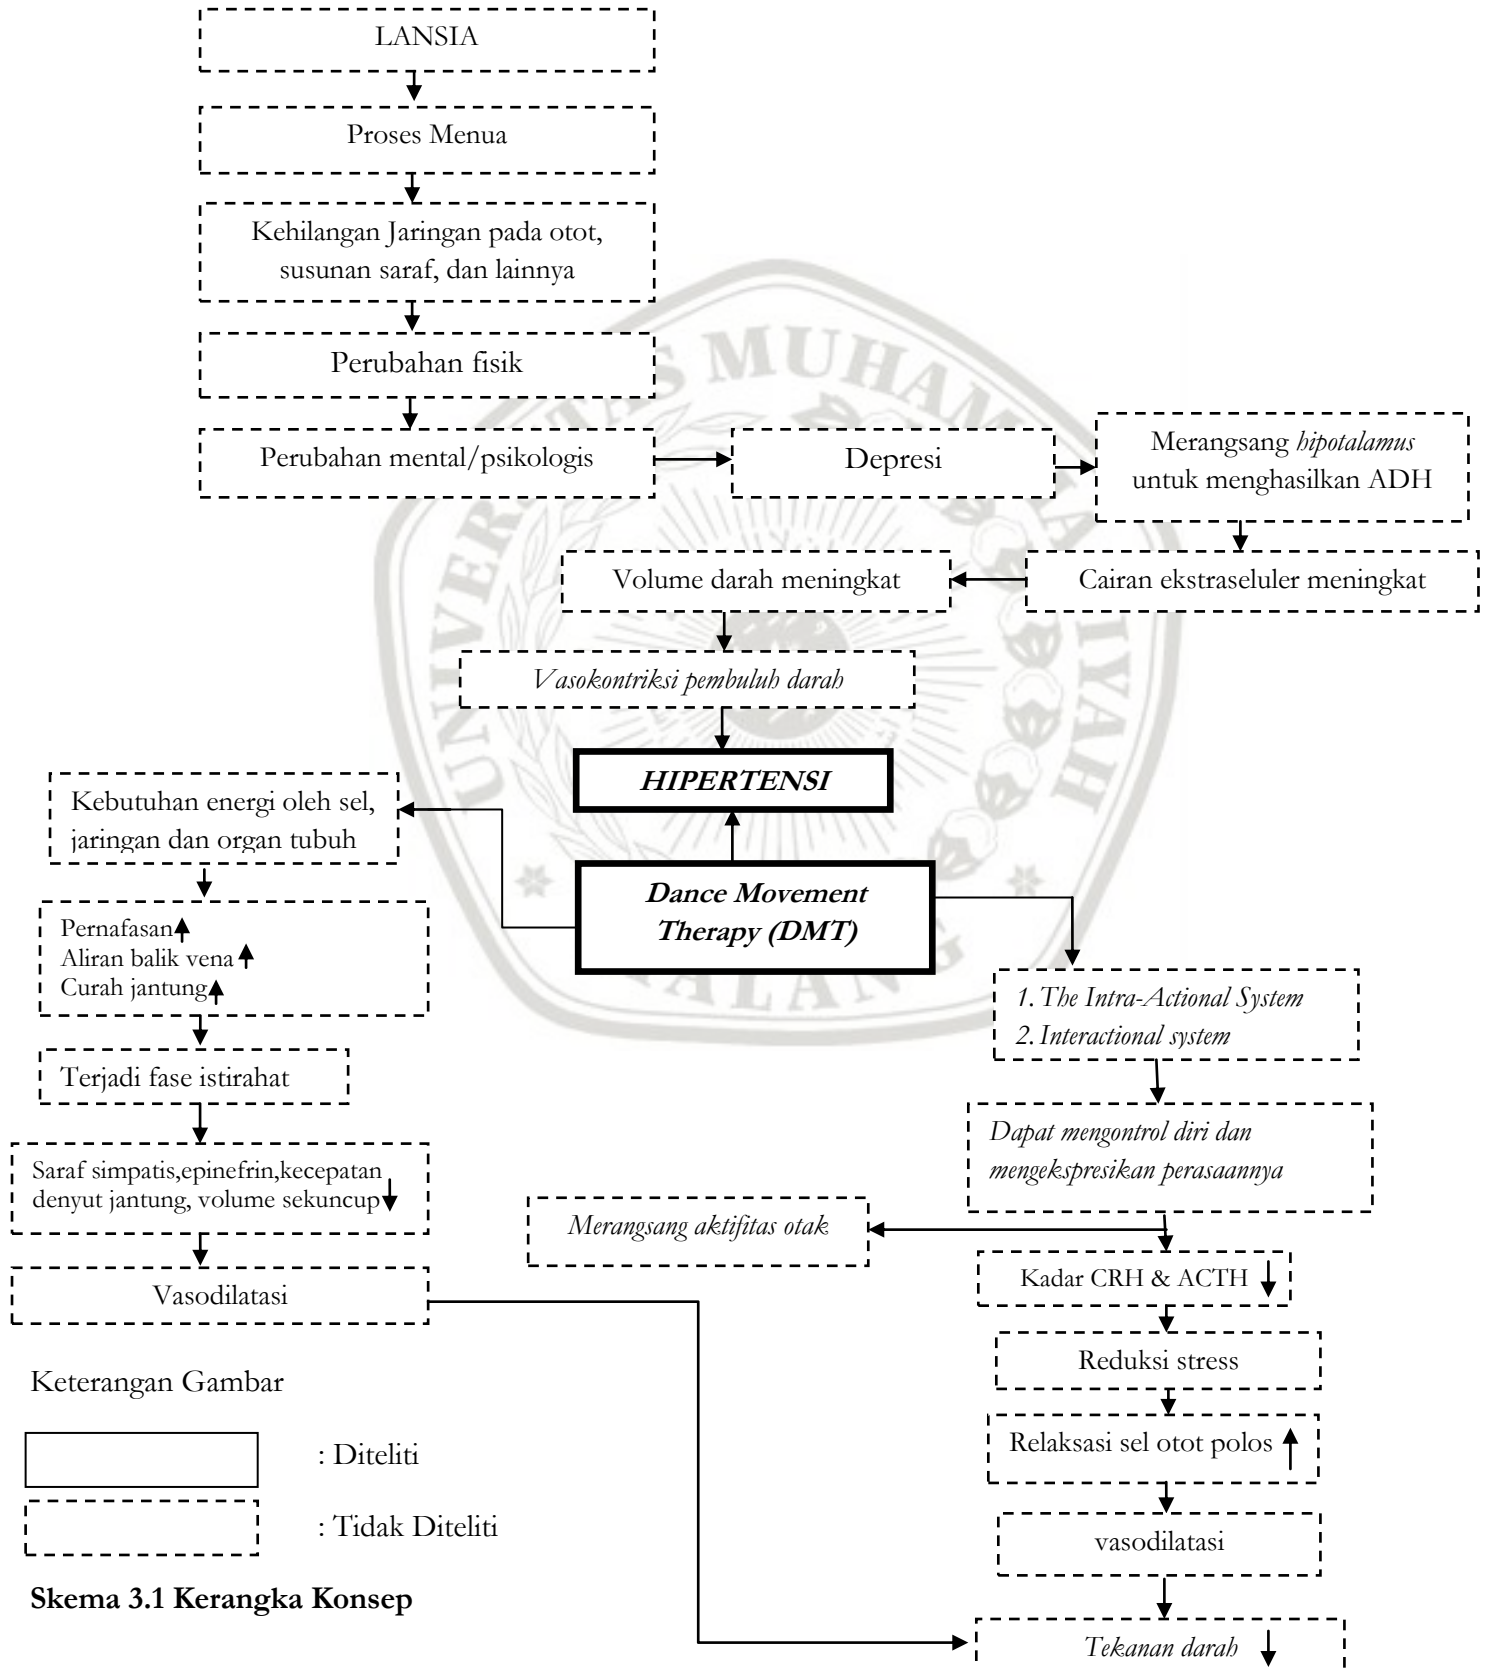 LANSIA
Proses Menua
Kehilangan Jaringan pada otot,
susunan saraf, dan lainnya
Perubahan fisik
Perubahan mental/psikologis
Depresi
Merangsang hipotalamus
untuk menghasilkan ADH
Volume darah meningkat
Cairan ekstraseluler meningkat
Vasokontriksi pembuluh darah
HIPERTENSI
Kebutuhan energi oleh sel,
jaringan dan organ tubuh
Dance Movement
Therapy (DMT)
Pernafasan
Aliran balik vena
Curah jantung
1. The Intra-Actional System
2. Interactional system
Terjadi fase istirahat
Dapat mengontrol diri dan
mengekspresikan perasaannya
Saraf simpatis,epinefrin,kecepatan
denyut jantung, volume sekuncup
Merangsang aktifitas otak
Kadar CRH & ACTH
Vasodilatasi
Reduksi stress
Relaksasi sel otot polos
vasodilatasi
Tekanan darah
Keterangan Gambar
: Diteliti
: Tidak Diteliti
Skema 3.1 Kerangka Konsep
UNIVERSITAS MUHAMMADIYAH
MALANG